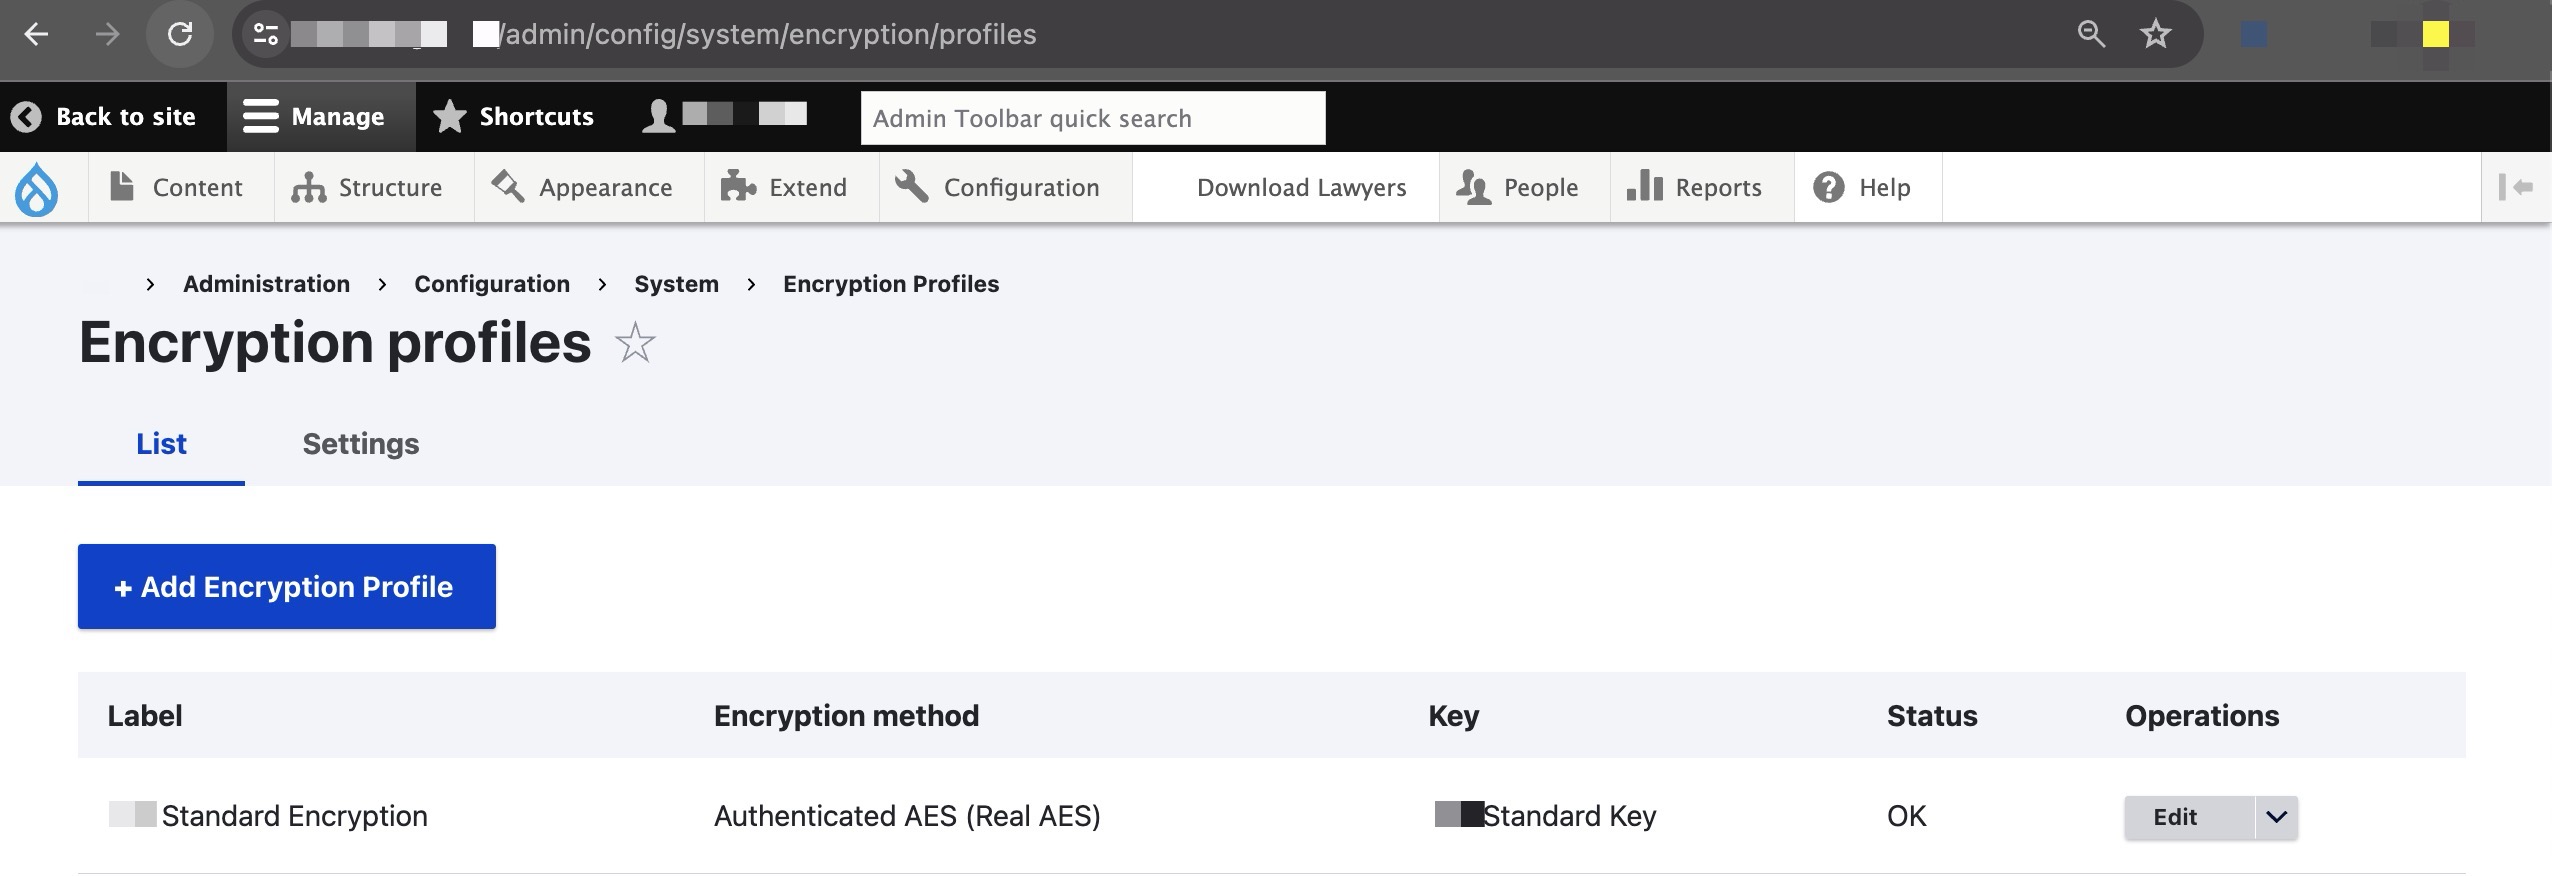 /admin/config/system/encryption/profiles
Back to site Manage Shortcuts Admin Toolbar quick search
Content Structure Appearance Extend Configuration Download Lawyers People Reports Help
› Administration › Configuration › System › Encryption Profiles
Encryption profiles
List Settings
+ Add Encryption Profile
Label Encryption method Key Status Operations
Standard Encryption Authenticated AES (Real AES) Standard Key OK Edit